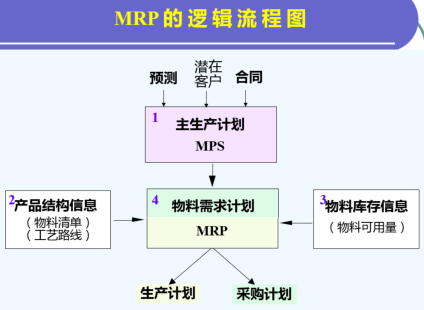 MRP的逻辑流程图
预测
潜在
客户
合同
1
主生产计划
MPS
2
产品结构信息
（物料清单）
（工艺路线）
4
物料需求计划
MRP
3
物料库存信息
（物料可用量）
生产计划
采购计划